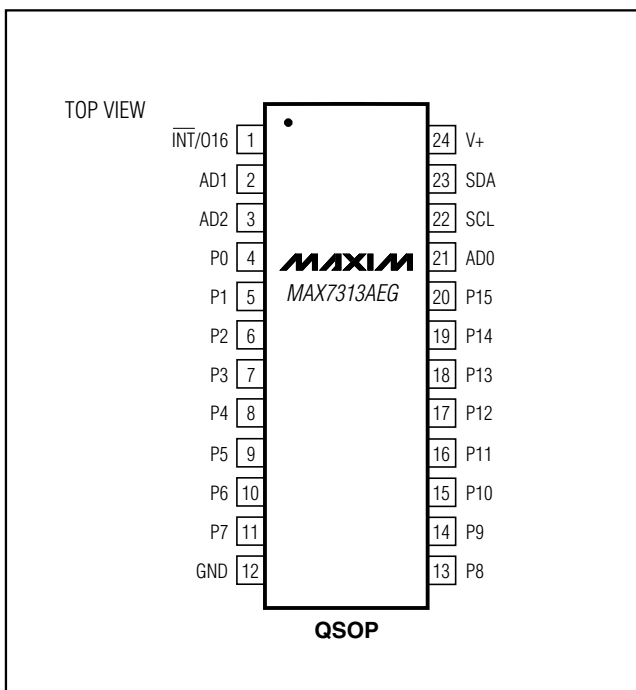 TOP VIEW
INT/O16 1
AD1 2
AD2 3
P0 4
P1 5
P2 6
P3 7
P4 8
P5 9
P6 10
P7 11
GND 12
MAXIM
MAX7313AEG
24 V+
23 SDA
22 SCL
21 AD0
20 P15
19 P14
18 P13
17 P12
16 P11
15 P10
14 P9
13 P8
QSOP